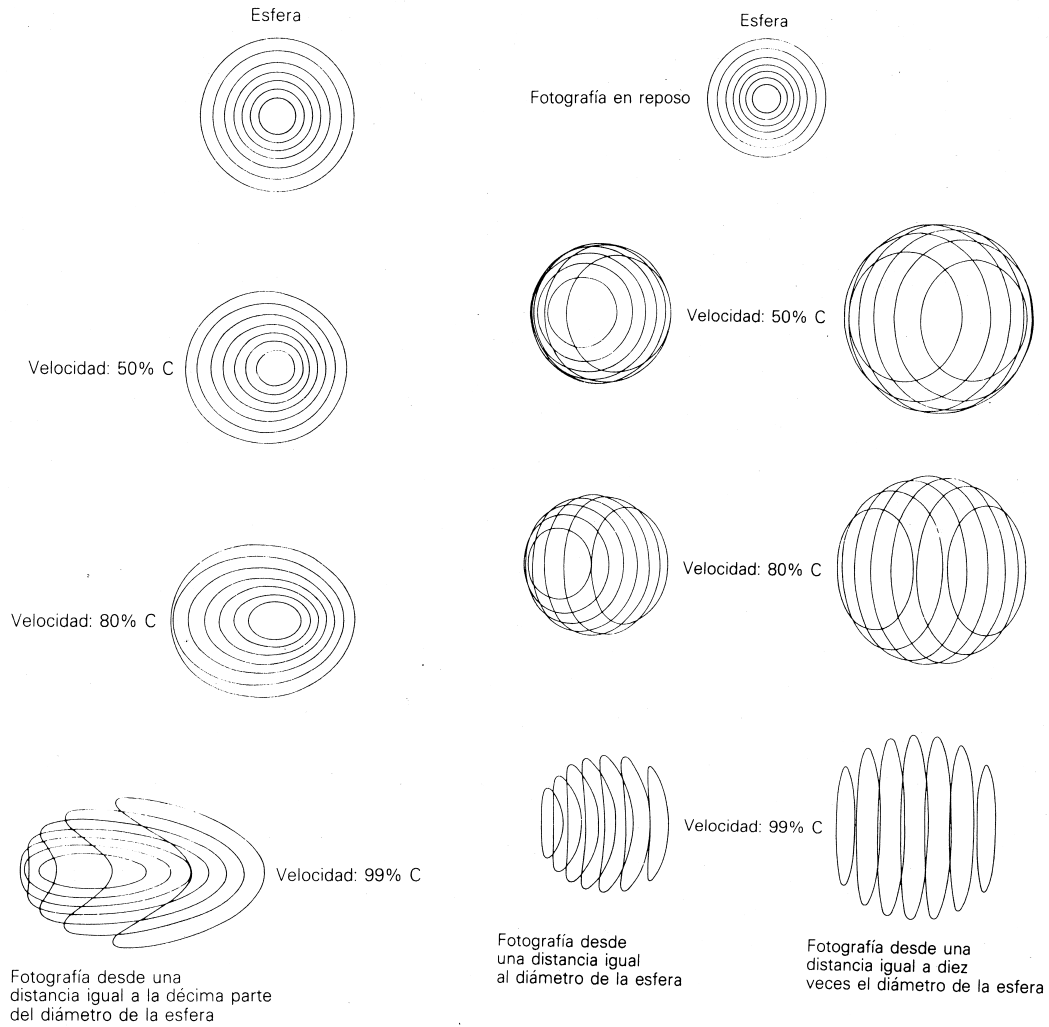 Esfera
Esfera
Fotografía en reposo
Velocidad: 50% C
Velocidad: 50% C
Velocidad: 80% C
Velocidad: 80% C
Velocidad: 99% C
Velocidad: 99% C
Fotografía desde una
distancia igual a la décima parte
del diámetro de la esfera
Fotografía desde
una distancia igual
al diámetro de la esfera
Fotografía desde una
distancia igual a diez
veces el diámetro de la esfera